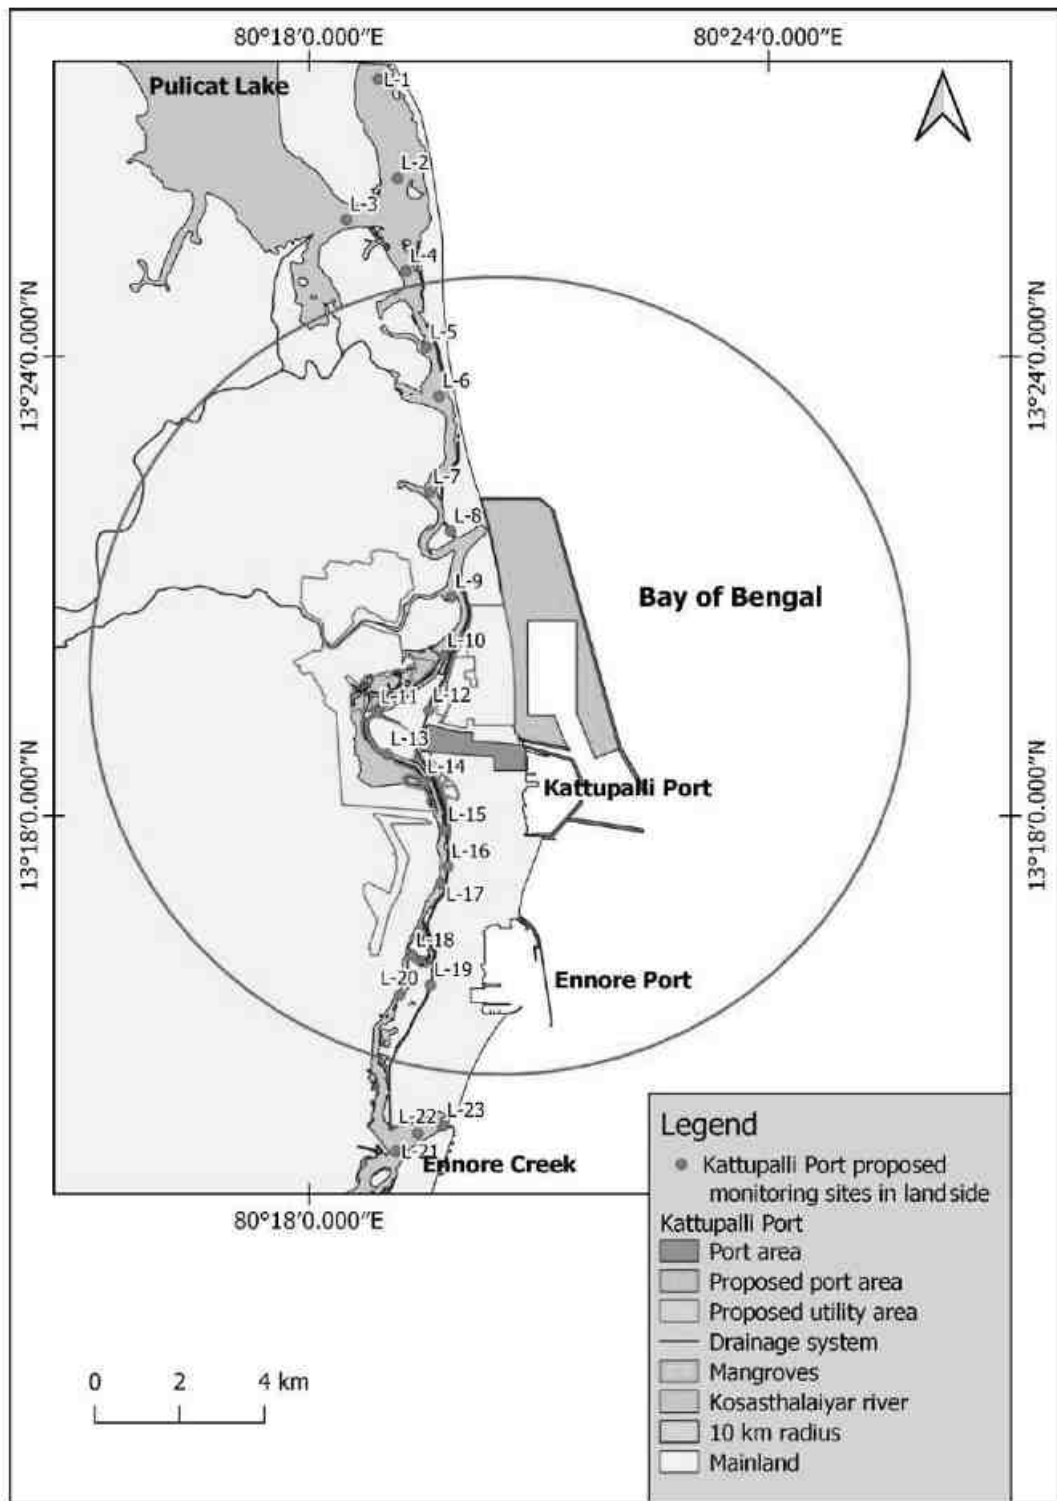 80°18′0.000″E 80°24′0.000″E
Pulicat Lake
L-1
L-2
L-3
L-4
13°24′0.000″N
13°24′0.000″N
L-5
L-6
L-7
L-8
L-9
Bay of Bengal
L-10
L-11
L-12
L-13
L-14
Kattupalli Port
13°18′0.000″N
13°18′0.000″N
L-15
L-16
L-17
L-18
L-19
L-20
Ennore Port
L-23
L-22
L-21
Ennore Creek
80°18′0.000″E
Legend
Kattupalli Port proposed
monitoring sites in land side
Kattupalli Port
Port area
Proposed port area
Proposed utility area
Drainage system
Mangroves
Kosasthalaiyar river
10 km radius
Mainland
0 2 4 km